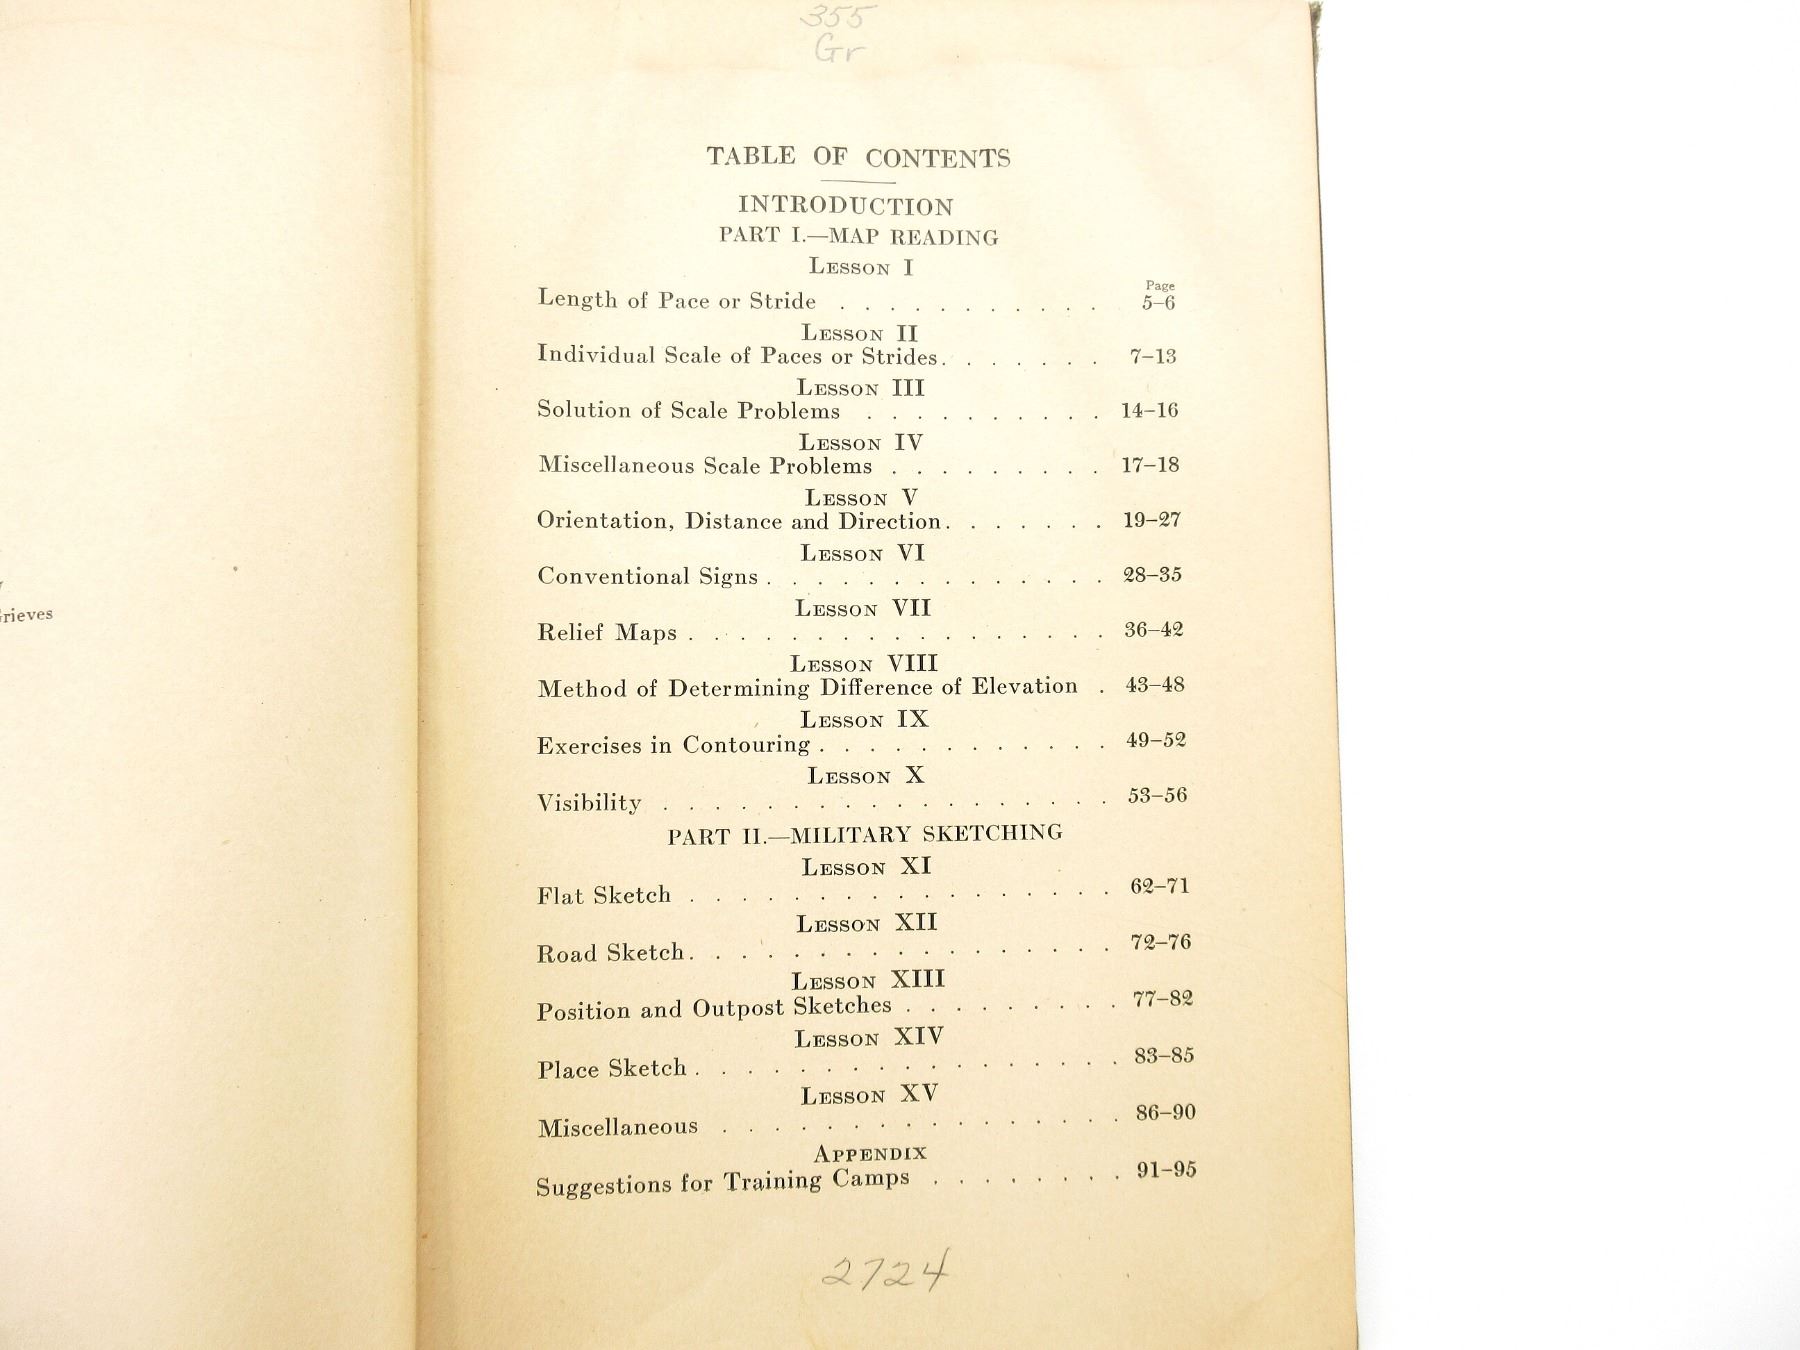 Grieves
355
Gr
TABLE OF CONTENTS
INTRODUCTION
PART I.—MAP READING
LESSON I
Page
Length of Pace or Stride . . . . . . . . . . . 5–6
LESSON II
Individual Scale of Paces or Strides. . . . . . . 7–13
LESSON III
Solution of Scale Problems . . . . . . . . . . 14–16
LESSON IV
Miscellaneous Scale Problems . . . . . . . . . 17–18
LESSON V
Orientation, Distance and Direction. . . . . . . 19–27
LESSON VI
Conventional Signs . . . . . . . . . . . . . . 28–35
LESSON VII
Relief Maps . . . . . . . . . . . . . . . . . 36–42
LESSON VIII
Method of Determining Difference of Elevation . 43–48
LESSON IX
Exercises in Contouring . . . . . . . . . . . . 49–52
LESSON X
Visibility . . . . . . . . . . . . . . . . . . 53–56
PART II.—MILITARY SKETCHING
LESSON XI
Flat Sketch . . . . . . . . . . . . . . . . . 62–71
LESSON XII
Road Sketch. . . . . . . . . . . . . . . . . 72–76
LESSON XIII
Position and Outpost Sketches . . . . . . . . . 77–82
LESSON XIV
Place Sketch . . . . . . . . . . . . . . . . . 83–85
LESSON XV
Miscellaneous . . . . . . . . . . . . . . . . 86–90
APPENDIX
Suggestions for Training Camps . . . . . . . . 91–95
2724